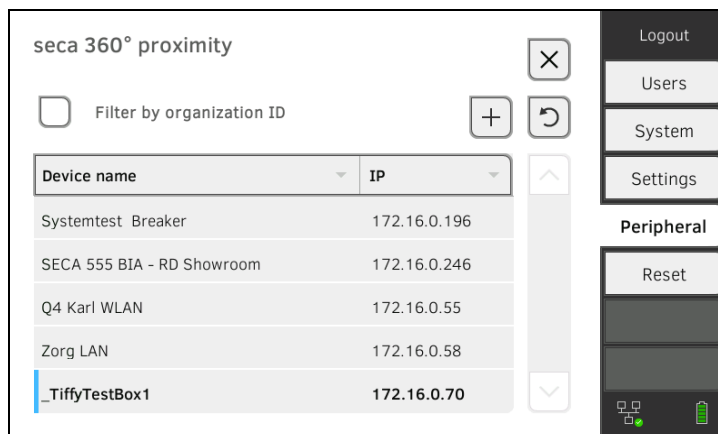 seca 360° proximity
Filter by organization ID
Device name IP
Systemtest Breaker 172.16.0.196
SECA 555 BIA - RD Showroom 172.16.0.246
Q4 Karl WLAN 172.16.0.55
Zorg LAN 172.16.0.58
_TiffyTestBox1 172.16.0.70
Logout
Users
System
Settings
Peripheral
Reset